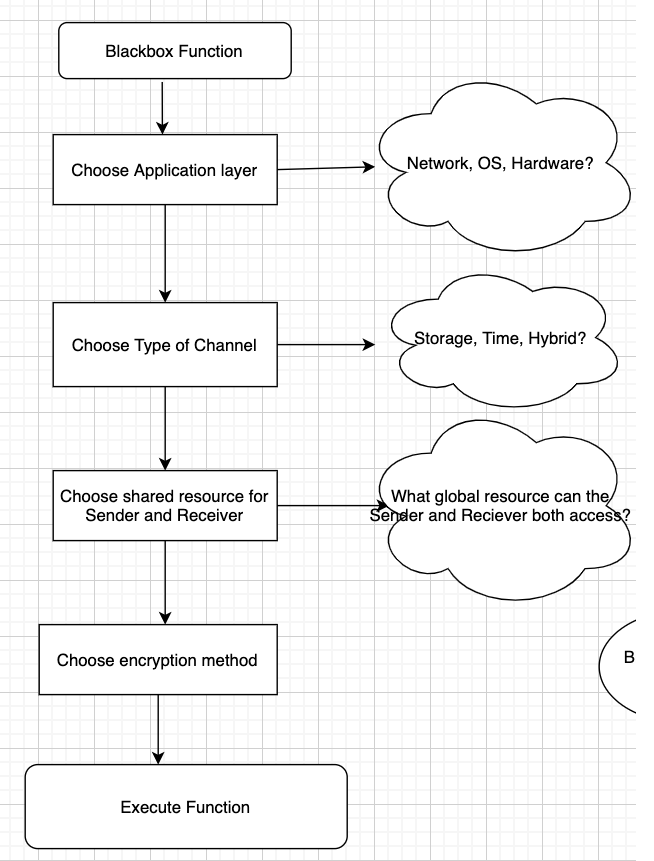 Blackbox Function
Choose Application layer
Network, OS, Hardware?
Choose Type of Channel
Storage, Time, Hybrid?
Choose shared resource for
Sender and Receiver
What global resource can the
Sender and Reciever both access?
Choose encryption method
B
Execute Function